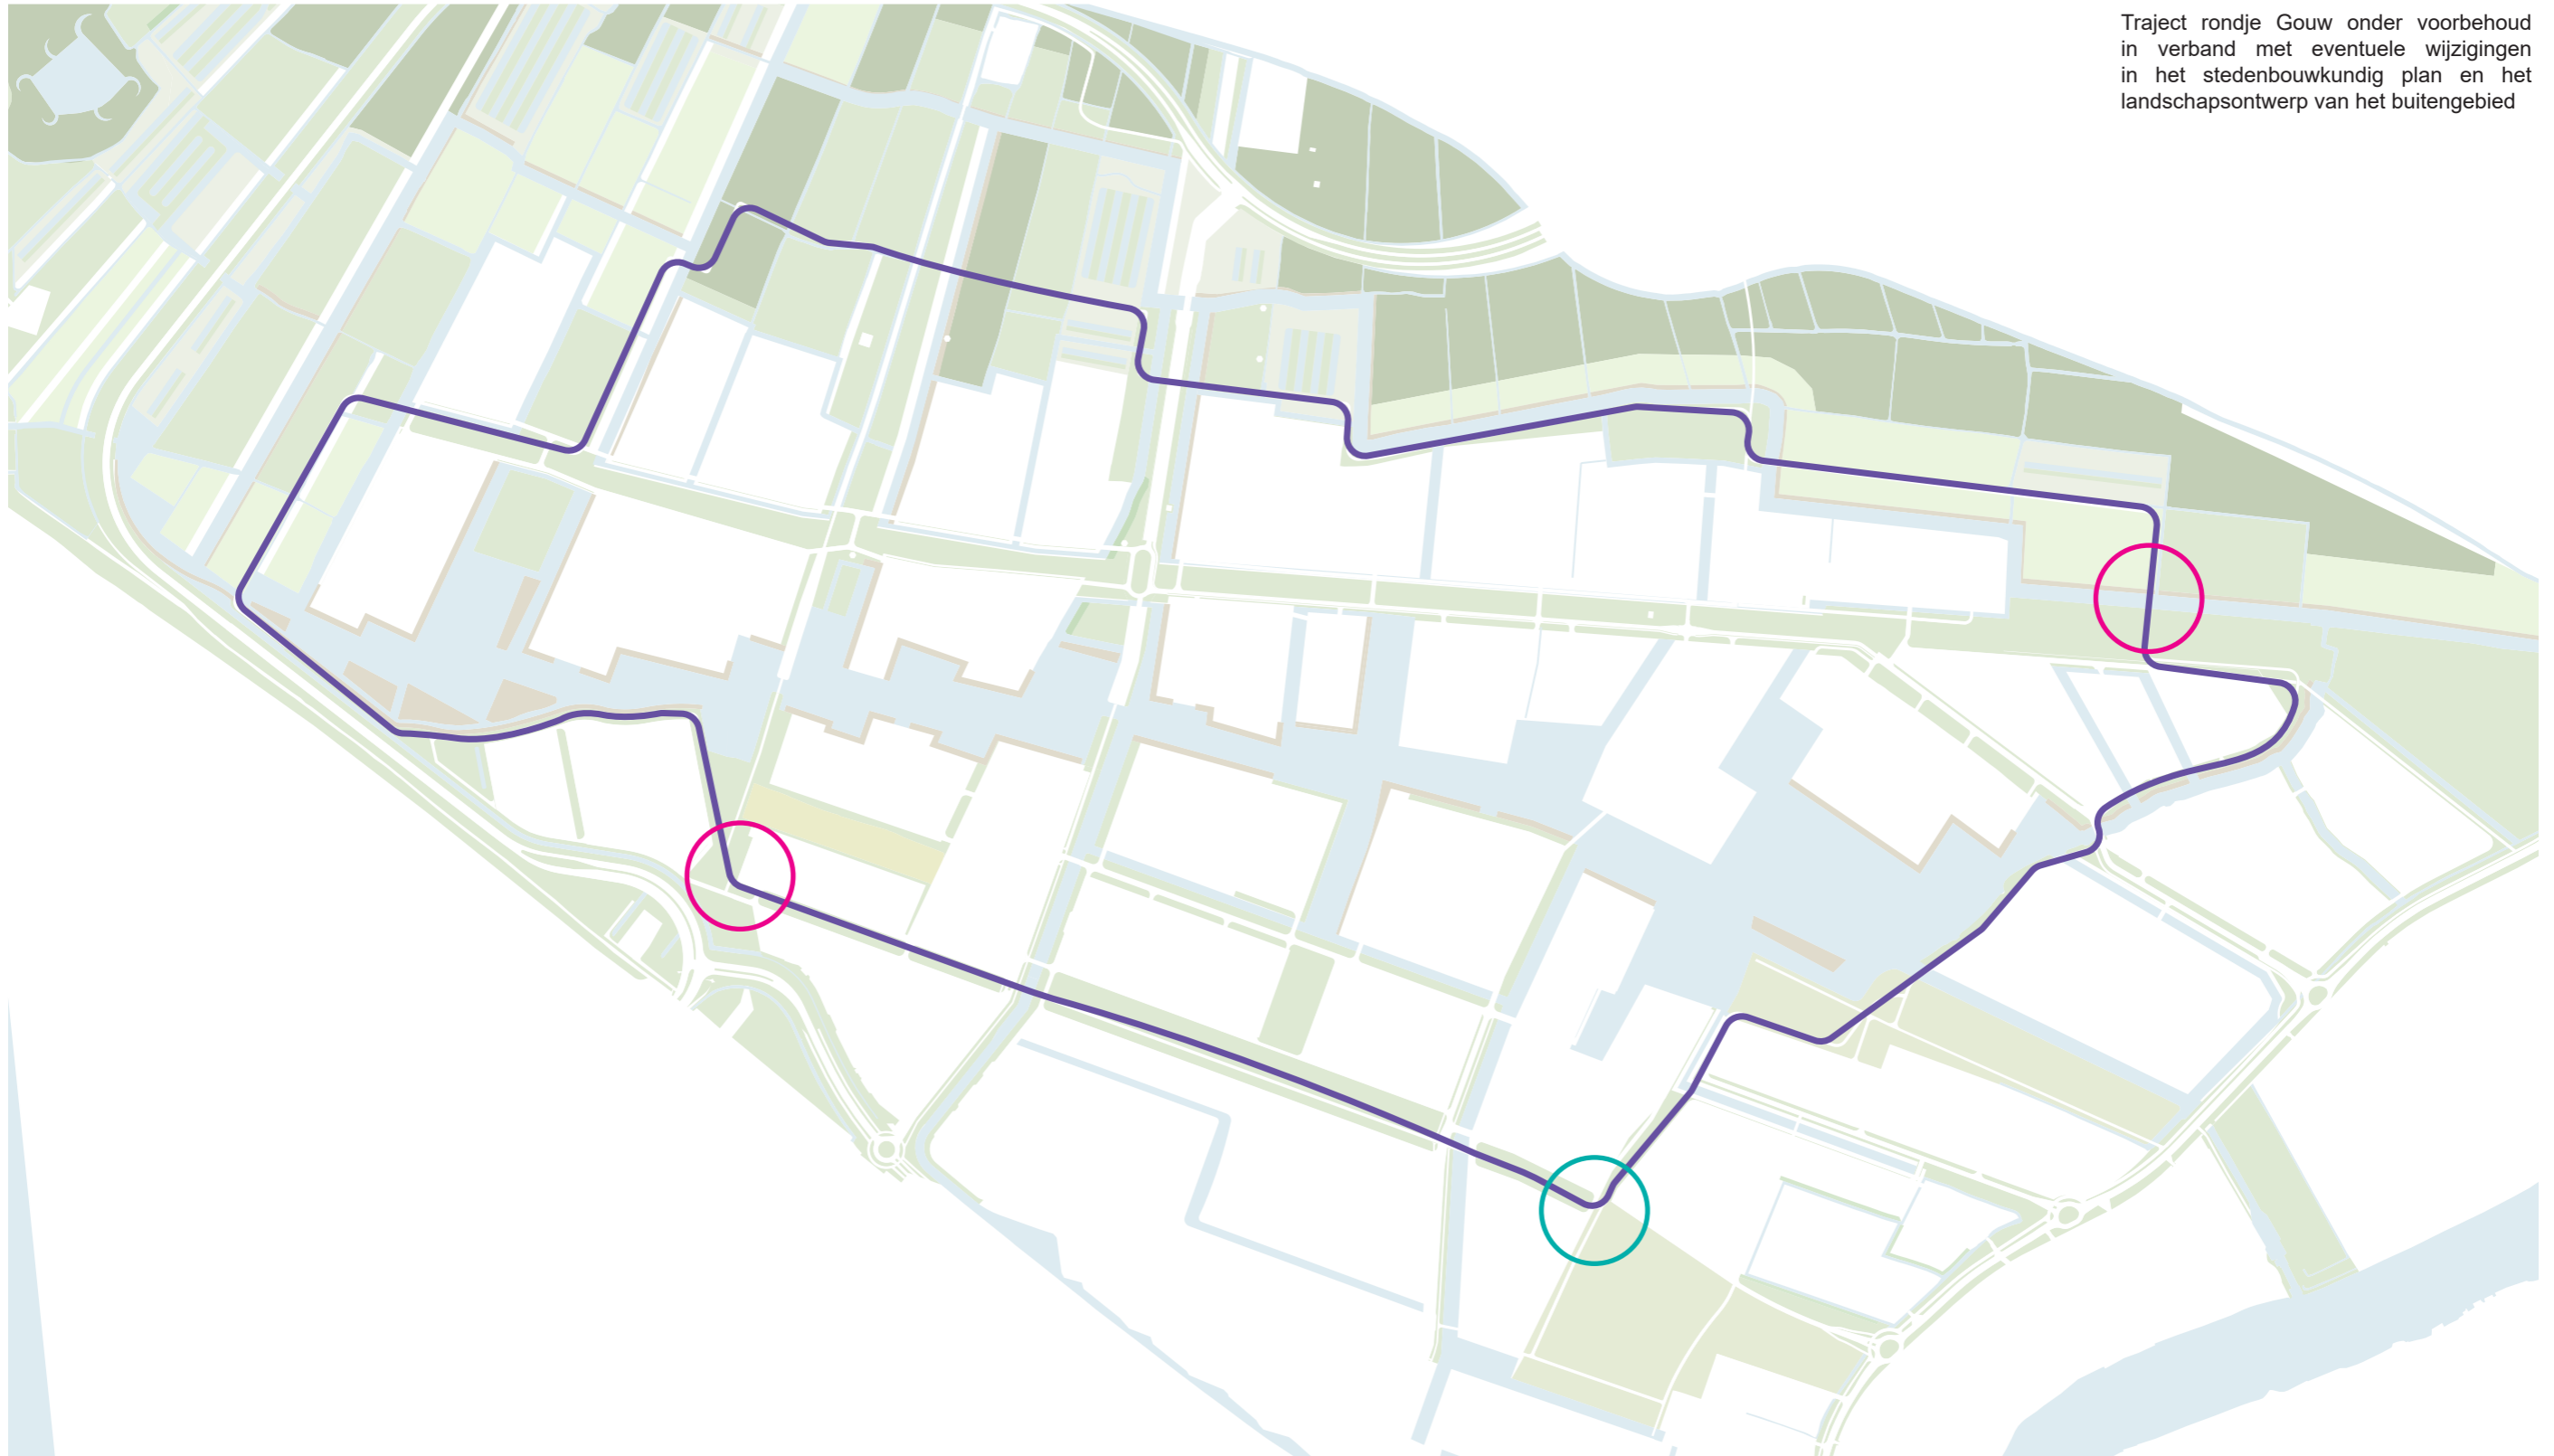 Traject rondje Gouw onder voorbehoud
in verband met eventuele wijzigingen
in het stedenbouwkundig plan en het
landschapsontwerp van het buitengebied